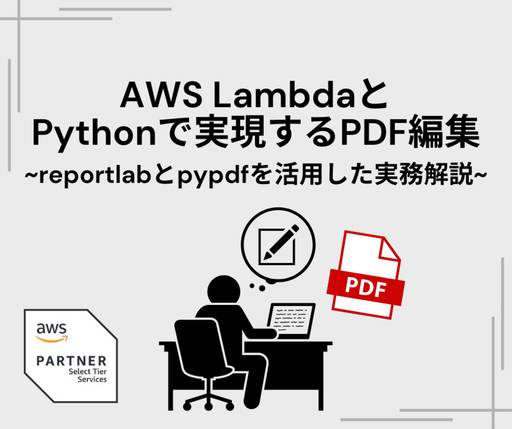 AWS Lambdaと
Pythonで実現するPDF編集
~reportlabとpypdfを活用した実務解説~
PDF
aws
PARTNER
Select Tier
Services